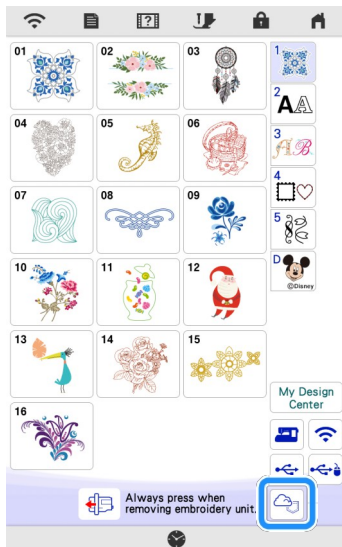 01 02 03 1
2
AA
04 05 06 3
A B
4
07 08 09 5
D
©Disney
10 11 12
13 14 15
My Design
Center
16
Always press when
removing embroidery unit.